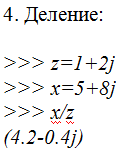 4. Деление:
>>> z=1+2j
>>> x=5+8j
>>> x/z
(4.2-0.4j)